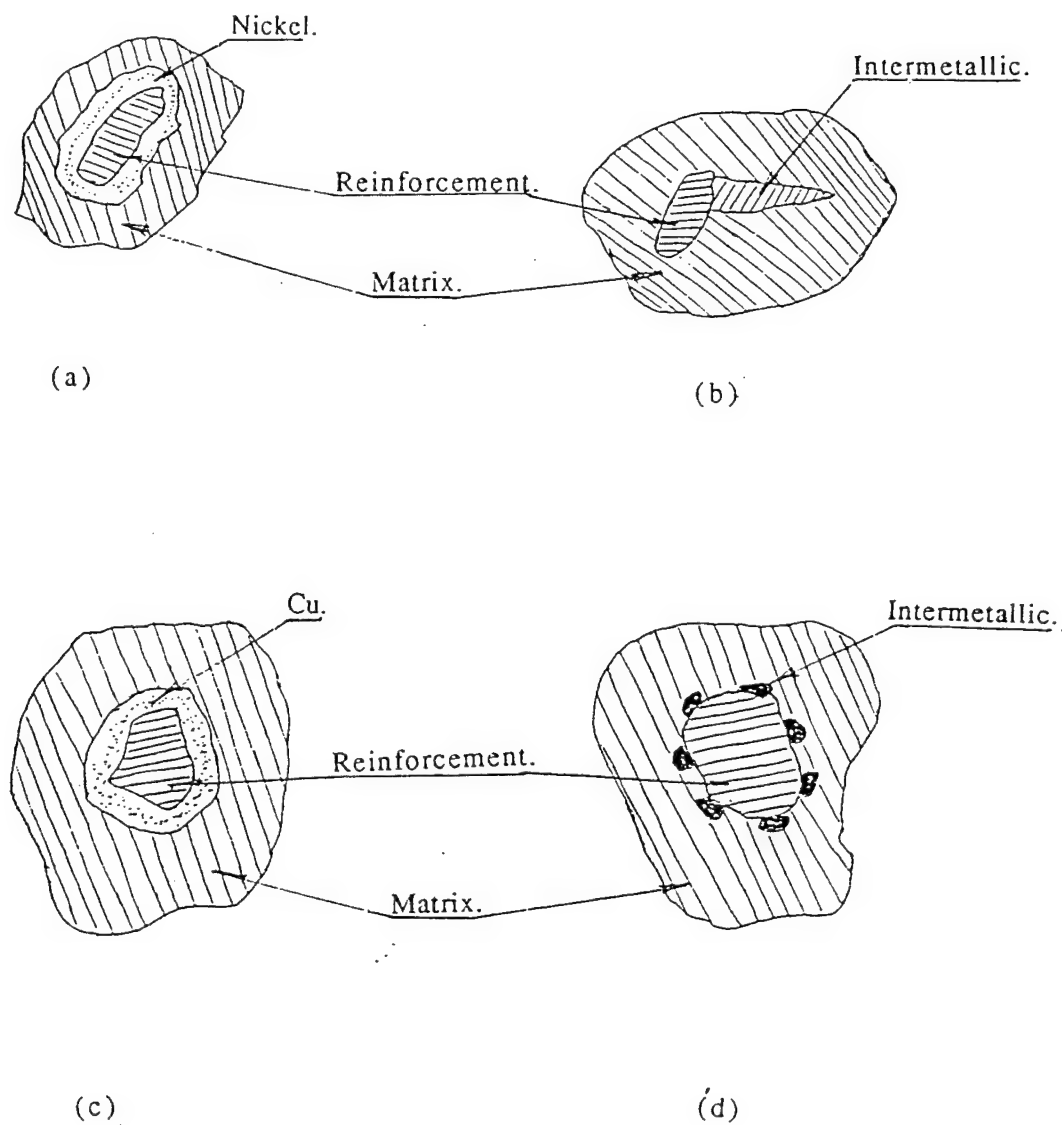 Nickel.
Intermetallic.
Reinforcement.
Matrix.
(a)
(b)
Cu.
Intermetallic.
Reinforcement.
Matrix.
(c)
(d)